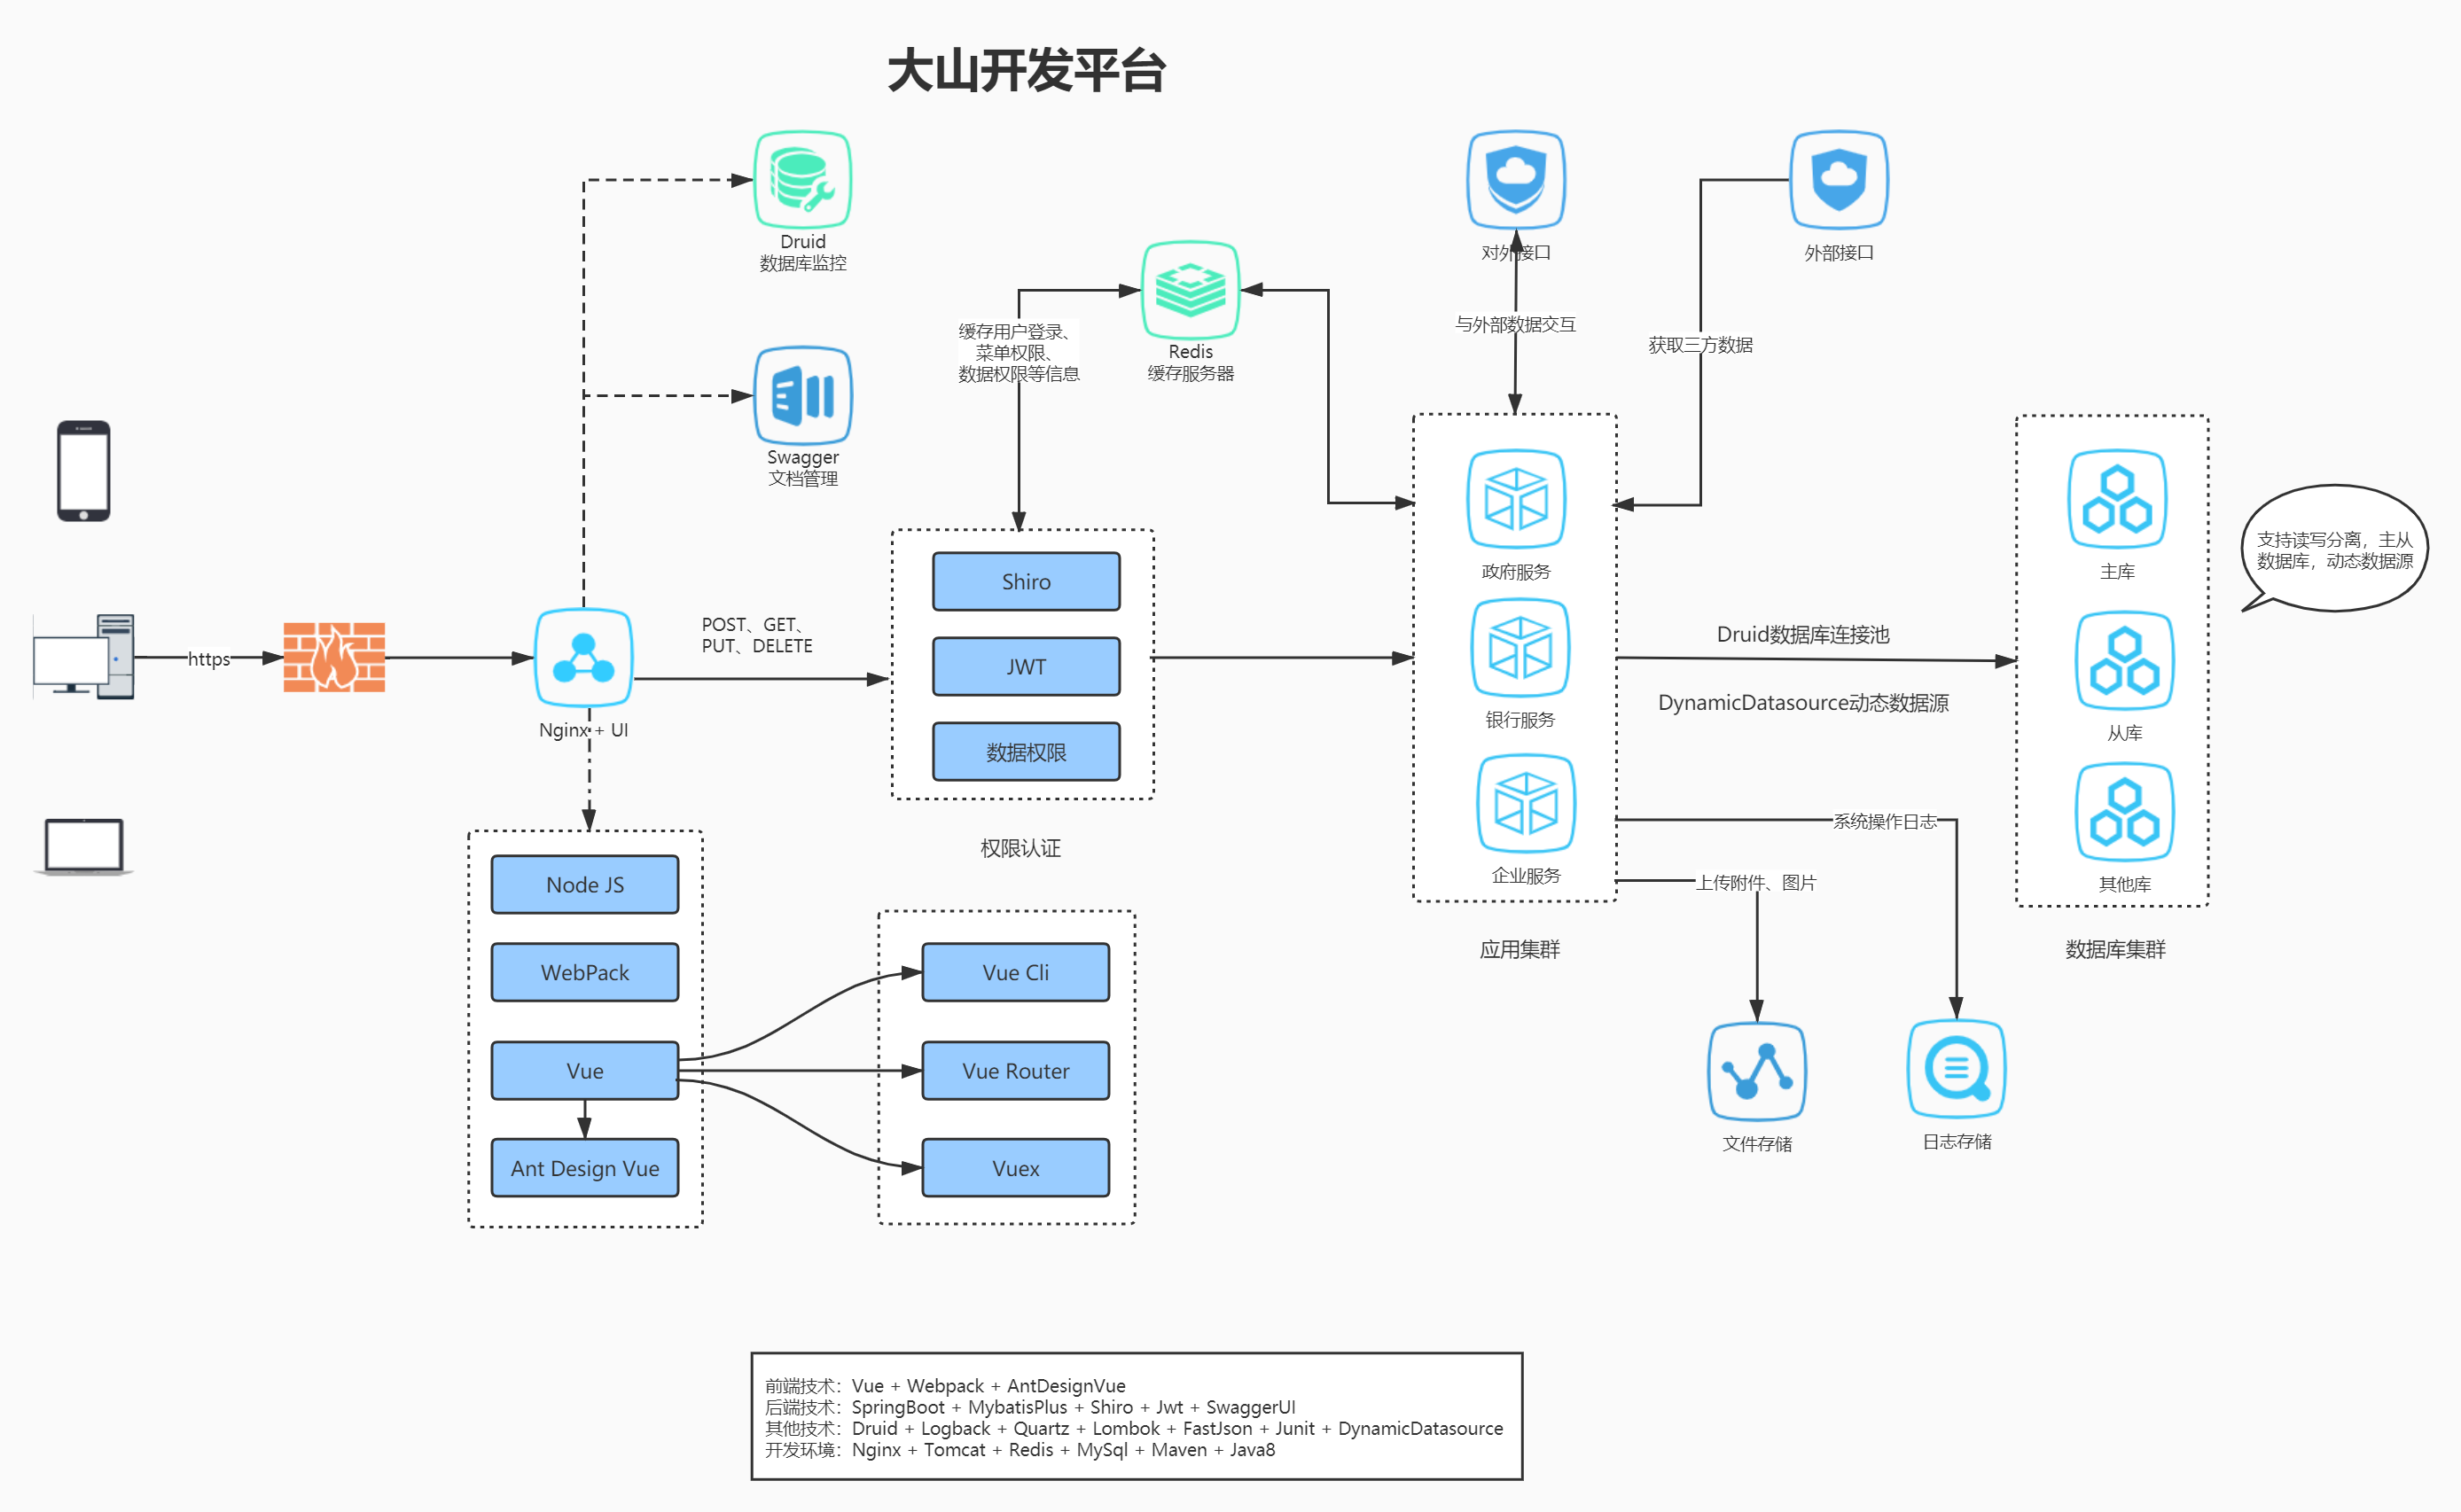 大山开发平台
Druid
数据库监控
Swagger
文档管理
缓存用户登录、
菜单权限、
数据权限等信息
Redis
缓存服务器
对外接口
与外部数据交互
外部接口
获取三方数据
https
Nginx + UI
POST、GET、
PUT、DELETE
Shiro
JWT
数据权限
权限认证
政府服务
银行服务
企业服务
应用集群
Druid数据库连接池
DynamicDatasource动态数据源
主库
从库
其他库
数据库集群
支持读写分离，主从
数据库，动态数据源
系统操作日志
上传附件、图片
文件存储
日志存储
Node JS
WebPack
Vue
Ant Design Vue
Vue Cli
Vue Router
Vuex
前端技术：Vue + Webpack + AntDesignVue
后端技术：SpringBoot + MybatisPlus + Shiro + Jwt + SwaggerUI
其他技术：Druid + Logback + Quartz + Lombok + FastJson + Junit + DynamicDatasource
开发环境：Nginx + Tomcat + Redis + MySql + Maven + Java8